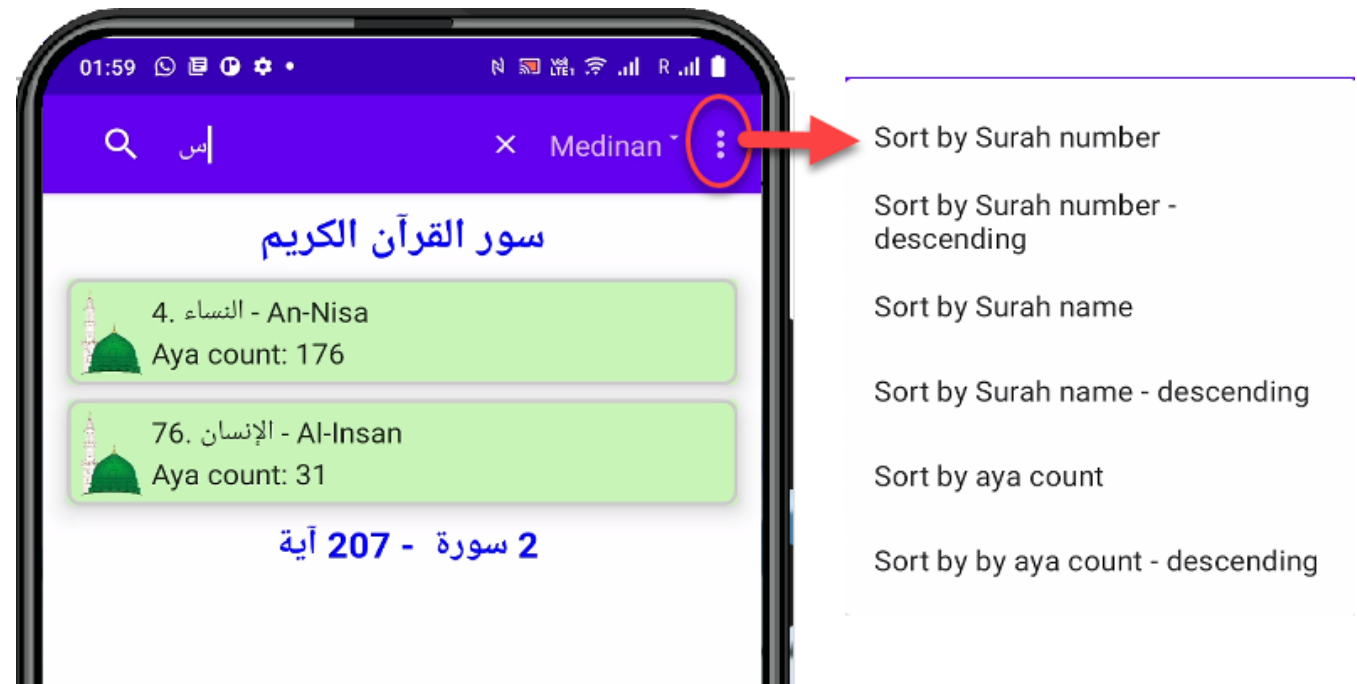 01:59
R
س
Medinan
سور القرآن الكريم
4. النساء - An-Nisa
Aya count: 176
76. الإنسان - Al-Insan
Aya count: 31
2 سورة - 207 آية
Sort by Surah number
Sort by Surah number -
descending
Sort by Surah name
Sort by Surah name - descending
Sort by aya count
Sort by by aya count - descending